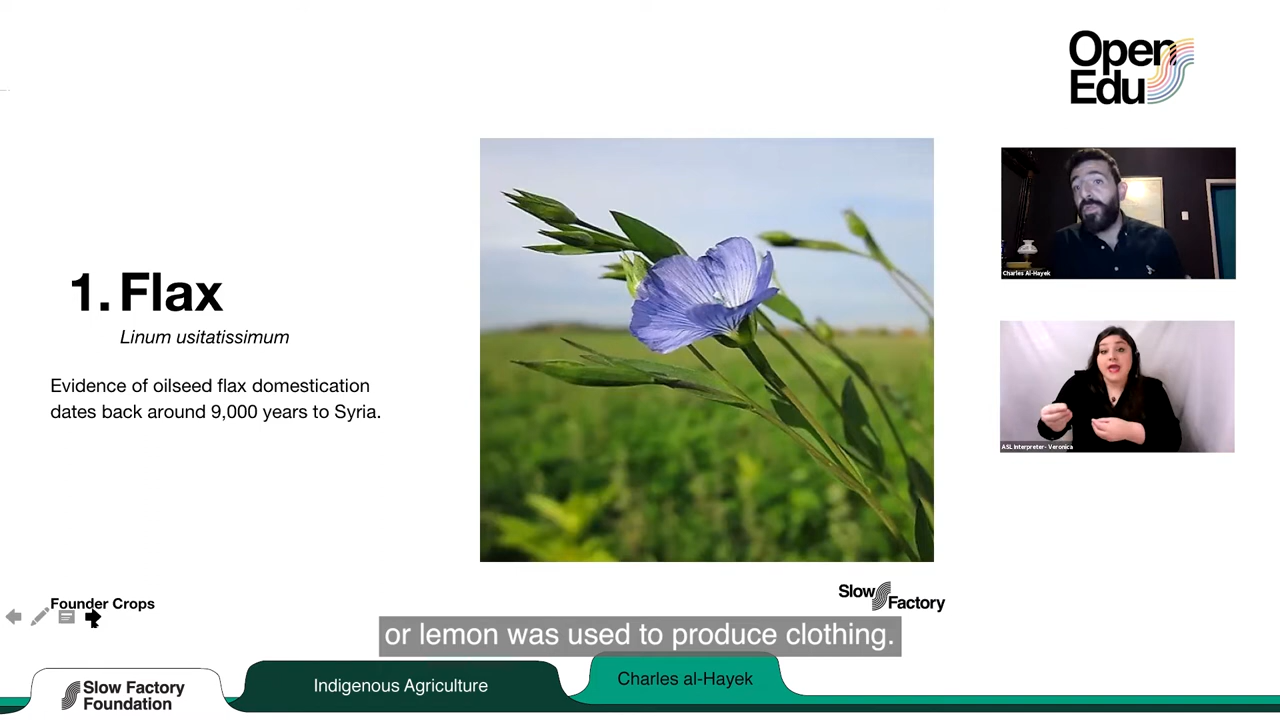 Open
Edu
1. Flax
Linum usitatissimum
Evidence of oilseed flax domestication
dates back around 9,000 years to Syria.
Charles Al-Hayek
ASL Interpreter- Veronica
Founder Crops
Slow
Factory
or lemon was used to produce clothing.
Slow Factory
Foundation
Indigenous Agriculture
Charles al-Hayek